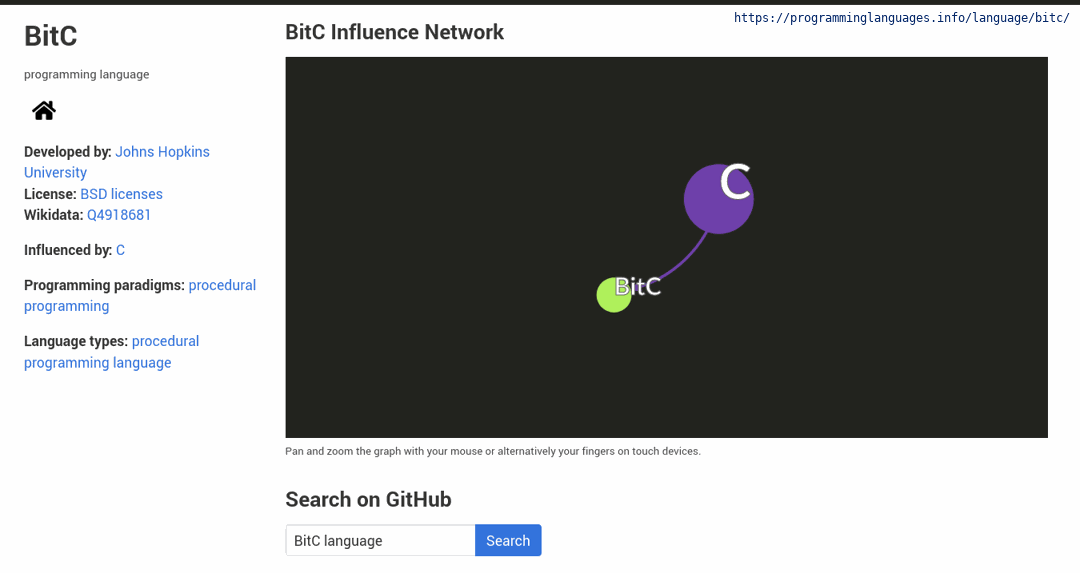 https://programminglanguages.info/language/bitc/
BitC
programming language
Developed by: Johns Hopkins
University
License: BSD licenses
Wikidata: Q4918681
Influenced by: C
Programming paradigms: procedural
programming
Language types: procedural
programming language
BitC Influence Network
C
BitC
Pan and zoom the graph with your mouse or alternatively your fingers on touch devices.
Search on GitHub
BitC language
Search